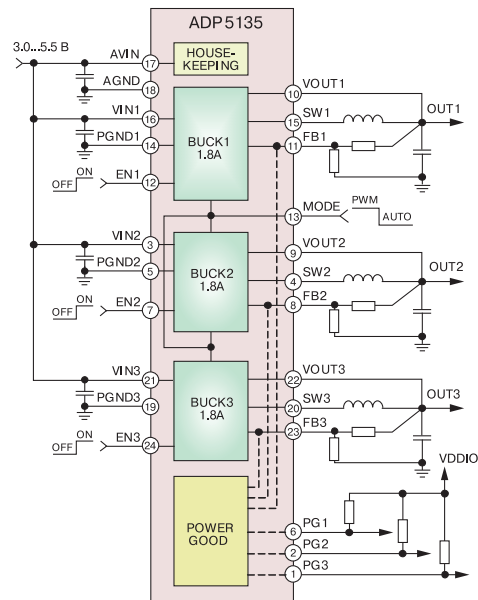 ADP5135
3.0...5.5 В
AVIN
17
HOUSE-
KEEPING
AGND
18
10
VOUT1
VIN1
16
15
SW1
OUT1
PGND1
14
BUCK1
1.8A
11
FB1
ON
OFF
EN1
12
13
MODE
PWM
AUTO
VIN2
3
9
VOUT2
PGND2
5
BUCK2
1.8A
4
SW2
OUT2
ON
OFF
EN2
7
8
FB2
VIN3
21
22
VOUT3
PGND3
19
BUCK3
1.8A
20
SW3
OUT3
ON
OFF
EN3
24
23
FB3
VDDIO
POWER
GOOD
6
PG1
2
PG2
1
PG3